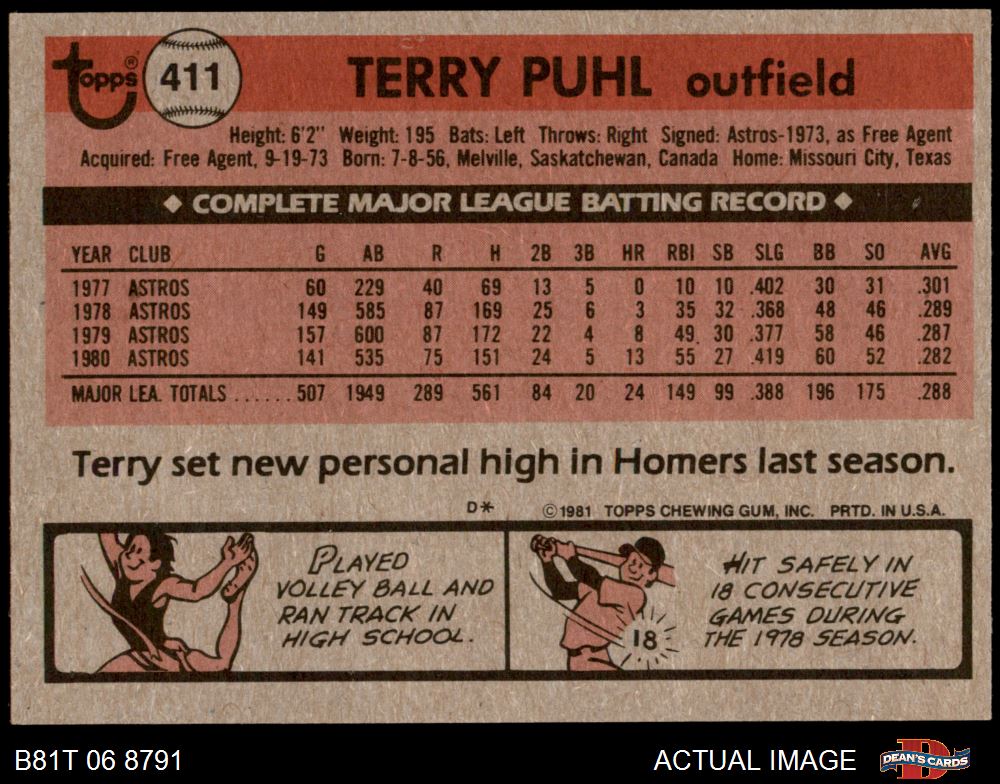 Topps® 411 TERRY PUHL outfield
Height: 6'2" Weight: 195 Bats: Left Throws: Right Signed: Astros-1973, as Free Agent
Acquired: Free Agent, 9-19-73 Born: 7-8-56, Melville, Saskatchewan, Canada Home: Missouri City, Texas
◆ COMPLETE MAJOR LEAGUE BATTING RECORD ◆
YEAR CLUB G AB R H 2B 3B HR RBI SB SLG BB SO AVG
1977 ASTROS 60 229 40 69 13 5 0 10 10 .402 30 31 .301
1978 ASTROS 149 585 87 169 25 6 3 35 32 .368 48 46 .289
1979 ASTROS 157 600 87 172 22 4 8 49 30 .377 58 46 .287
1980 ASTROS 141 535 75 151 24 5 13 55 27 .419 60 52 .282
MAJOR LEA. TOTALS ......507 1949 289 561 84 20 24 149 99 .388 196 175 .288
Terry set new personal high in Homers last season.
D* ©1981 TOPPS CHEWING GUM, INC. PRTD. IN U.S.A.
PLAYED
VOLLEY BALL AND
RAN TRACK IN
HIGH SCHOOL.
18
HIT SAFELY IN
18 CONSECUTIVE
GAMES DURING
THE 1978 SEASON.
B81T 06 8791 ACTUAL IMAGE DEAN'S CARDS